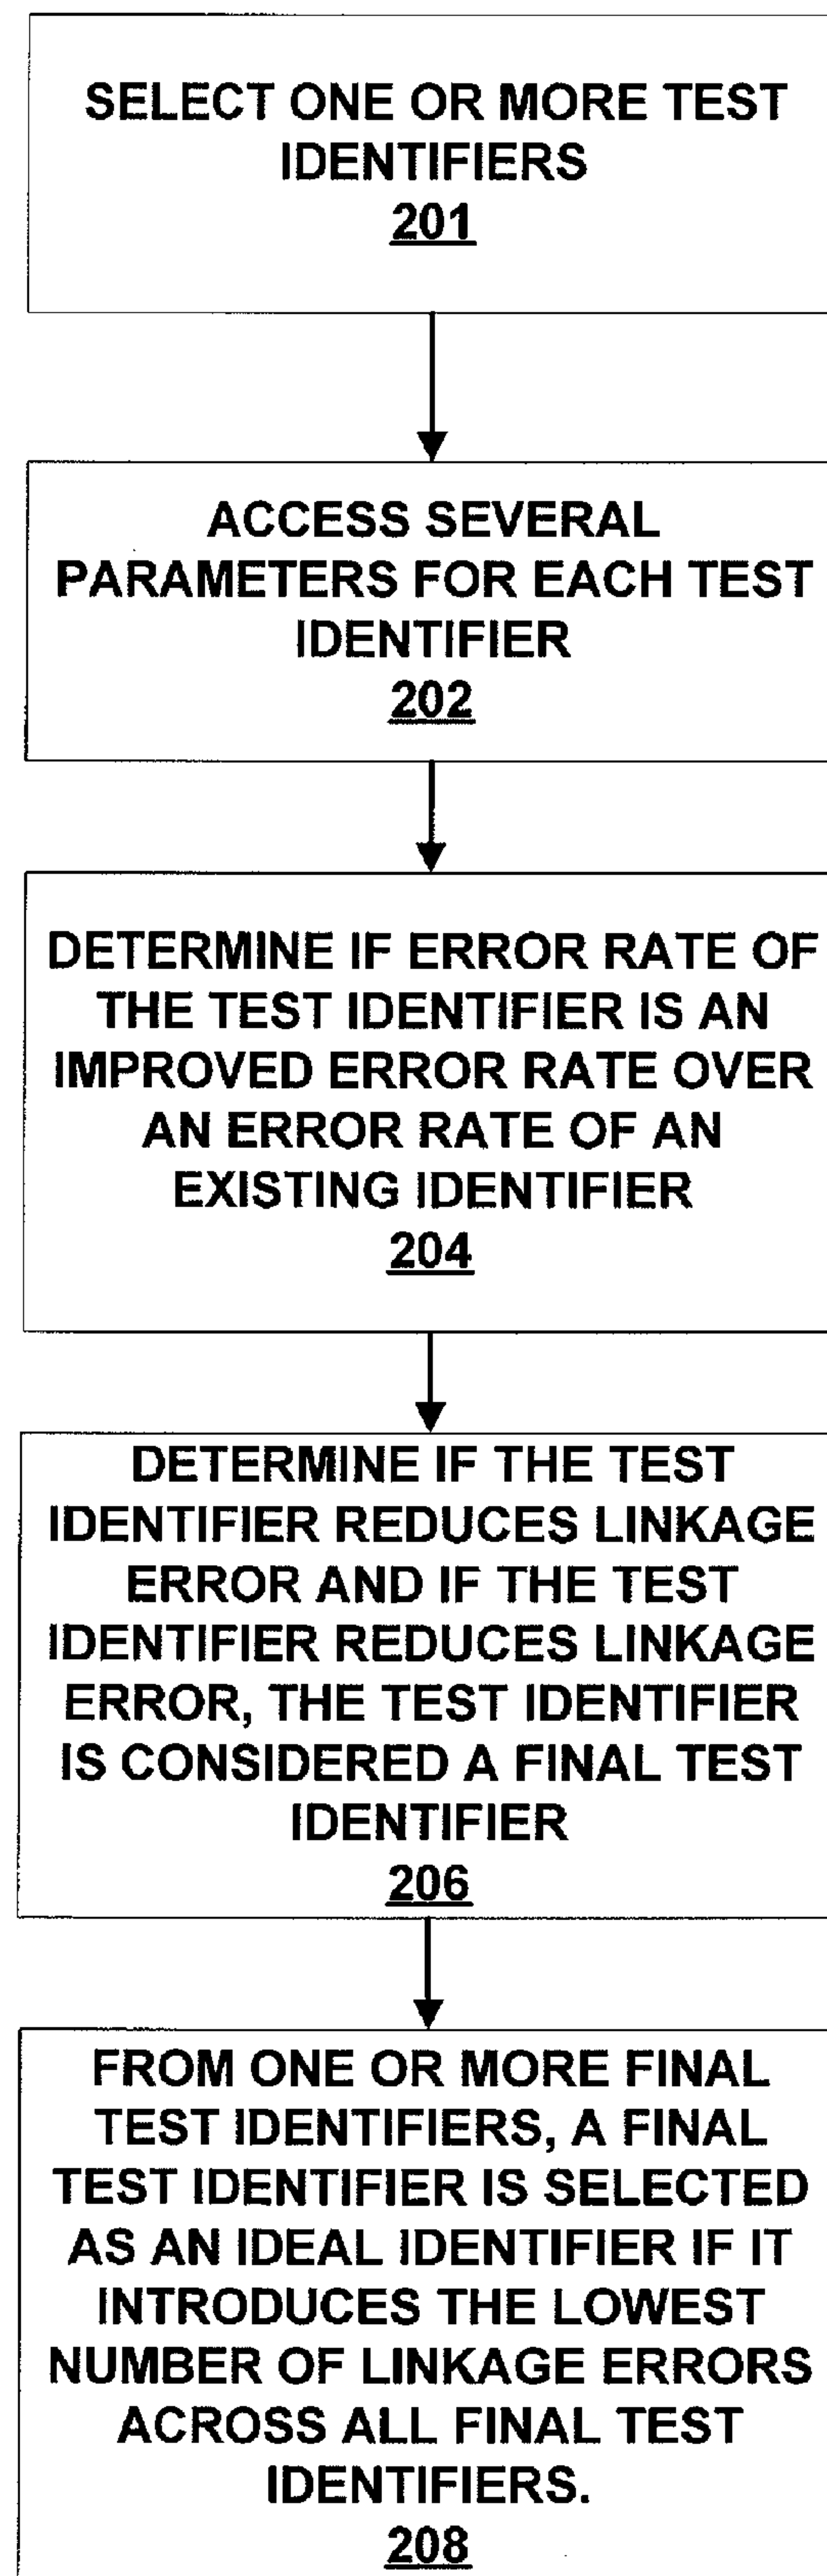 SELECT ONE OR MORE TEST
IDENTIFIERS
201
ACCESS SEVERAL
PARAMETERS FOR EACH TEST
IDENTIFIER
202
DETERMINE IF ERROR RATE OF
THE TEST IDENTIFIER IS AN
IMPROVED ERROR RATE OVER
AN ERROR RATE OF AN
EXISTING IDENTIFIER
204
DETERMINE IF THE TEST
IDENTIFIER REDUCES LINKAGE
ERROR AND IF THE TEST
IDENTIFIER REDUCES LINKAGE
ERROR, THE TEST IDENTIFIER
IS CONSIDERED A FINAL TEST
IDENTIFIER
206
FROM ONE OR MORE FINAL
TEST IDENTIFIERS, A FINAL
TEST IDENTIFIER IS SELECTED
AS AN IDEAL IDENTIFIER IF IT
INTRODUCES THE LOWEST
NUMBER OF LINKAGE ERRORS
ACROSS ALL FINAL TEST
IDENTIFIERS.
208